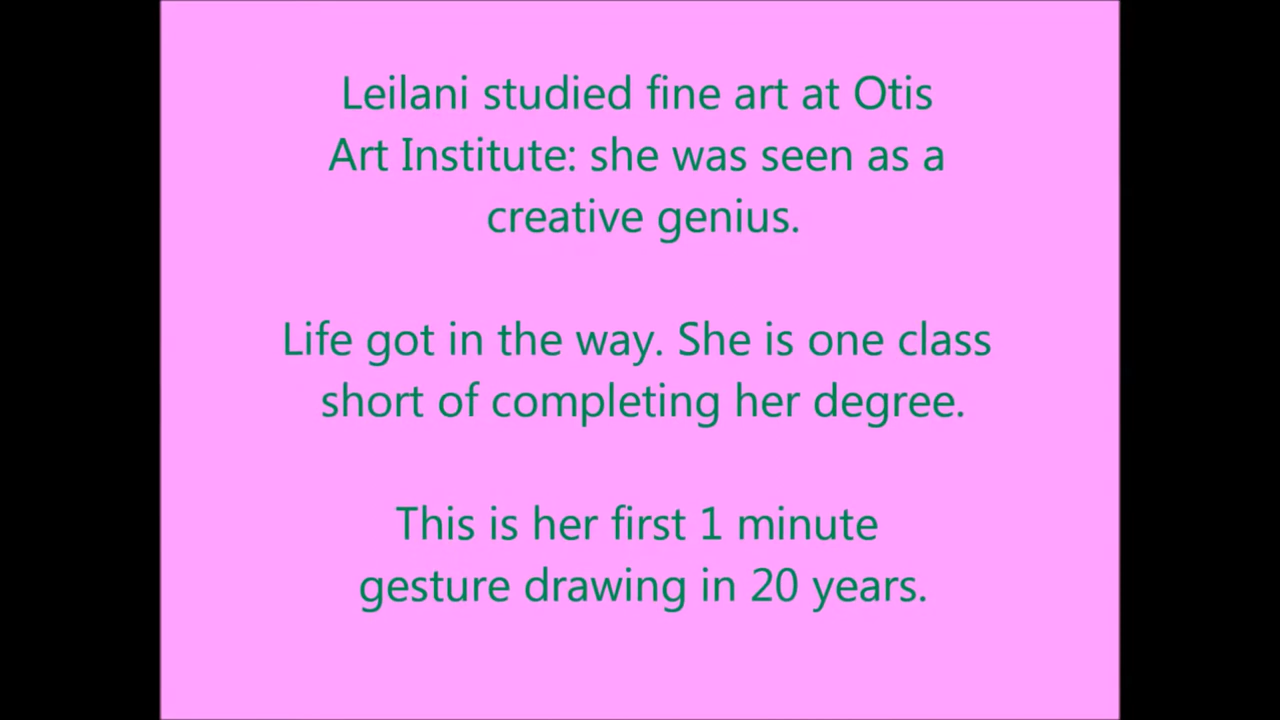 Leilani studied fine art at Otis
Art Institute: she was seen as a
creative genius.
Life got in the way. She is one class
short of completing her degree.
This is her first 1 minute
gesture drawing in 20 years.